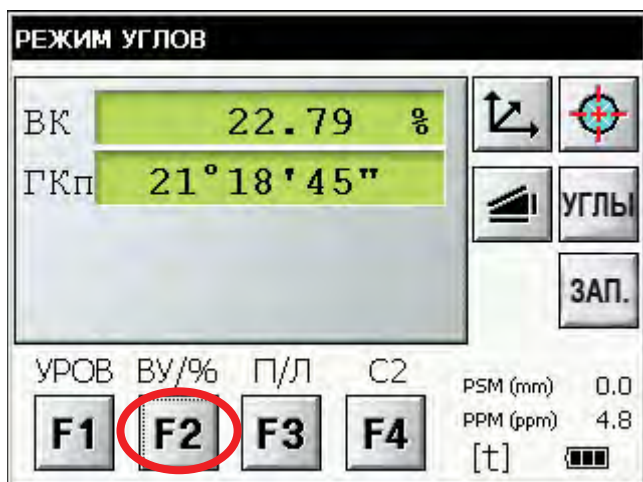 РЕЖИМ УГЛОВ
ВК 22.79 %
ГКп 21°18'45"
УГЛЫ
ЗАП.
УРОВ ВУ/% П/Л С2
F1 F2 F3 F4
PSM (mm) 0.0
PPM (ppm) 4.8
[t]